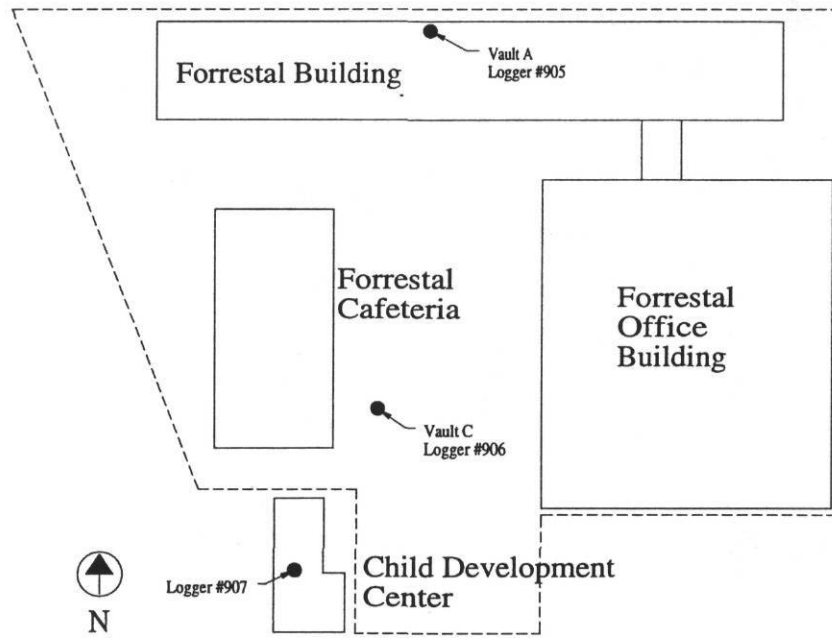 Vault A
Logger #905
Forrestal Building
Forrestal
Cafeteria
Forrestal
Office
Building
Vault C
Logger #906
Logger #907
Child Development
Center
N